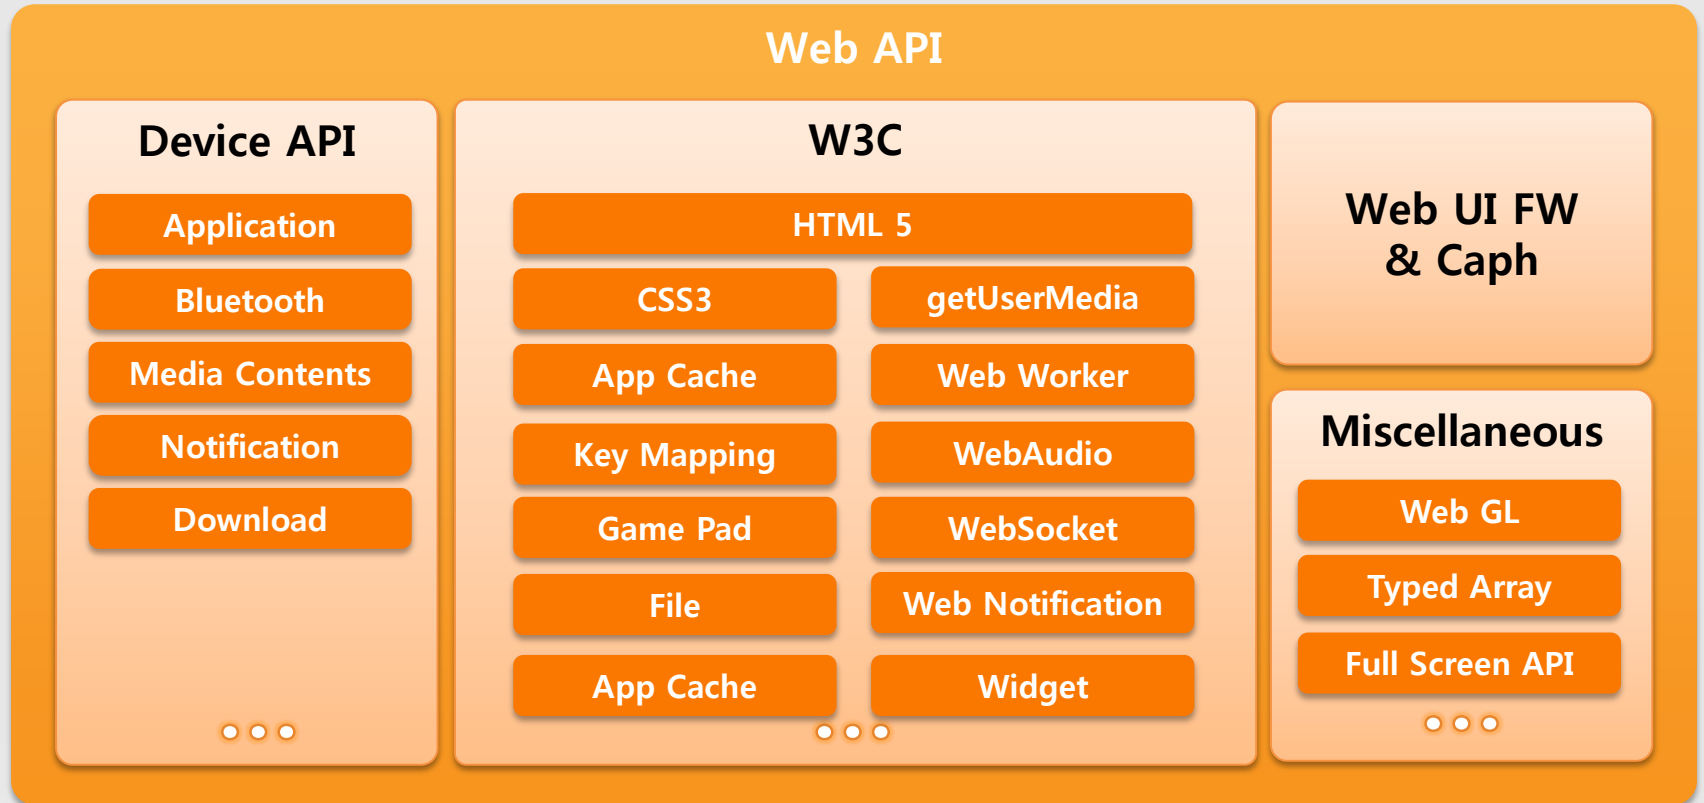 Web API
Device API
Application
Bluetooth
Media Contents
Notification
Download
W3C
HTML 5
CSS3
getUserMedia
App Cache
Web Worker
Key Mapping
WebAudio
Game Pad
WebSocket
File
Web Notification
App Cache
Widget
Web UI FW
& Caph
Miscellaneous
Web GL
Typed Array
Full Screen API